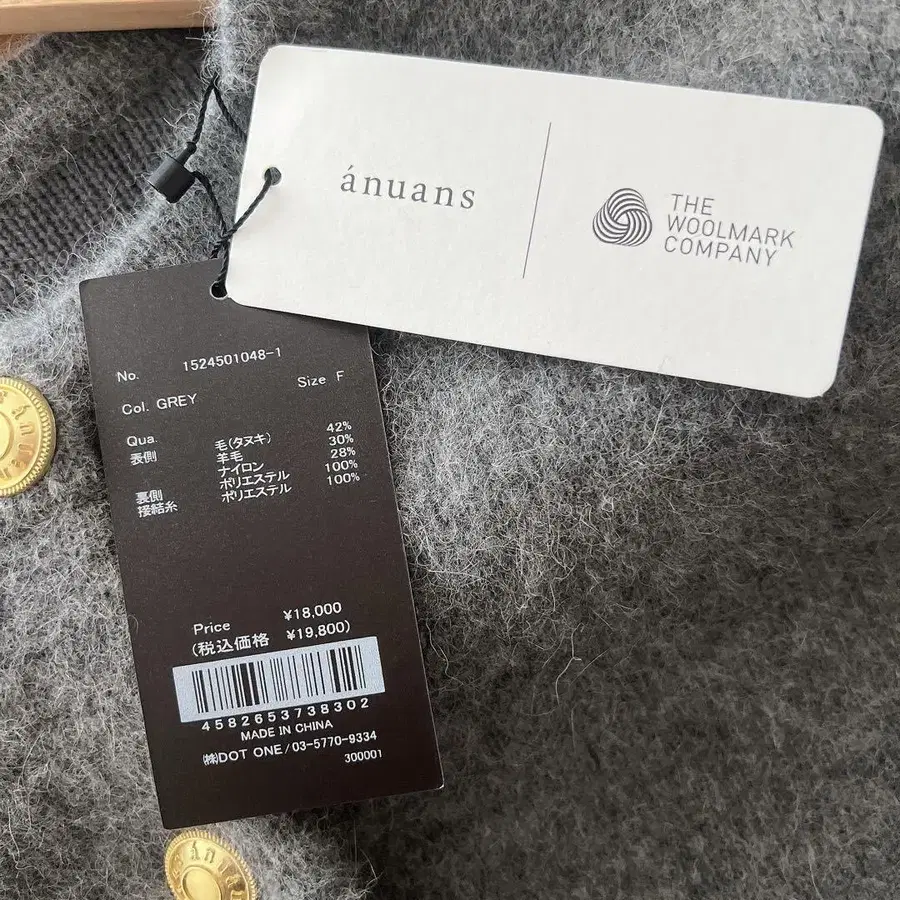 ánuans
THE
WOOLMARK
COMPANY
No. 1524501048-1
Size F
Col. GREY
Qua. 42%
表側 毛(タヌキ) 30%
羊毛 28%
ナイロン 100%
裏側 ポリエステル 100%
接結糸 ポリエステル
Price ¥18,000
(税込価格 ¥19,800)
4582653738302
MADE IN CHINA
㈱DOT ONE/03-5770-9334
300001